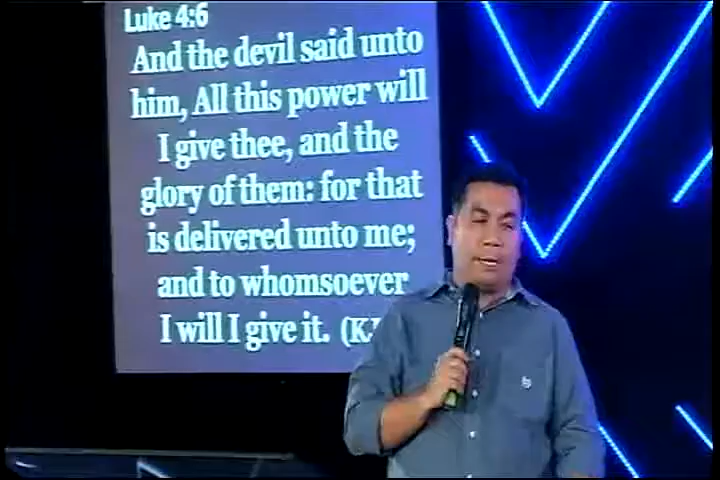 Luke 4:6
And the devil said unto
him, All this power will
I give thee, and the
glory of them: for that
is delivered unto me;
and to whomsoever
I will I give it. (K